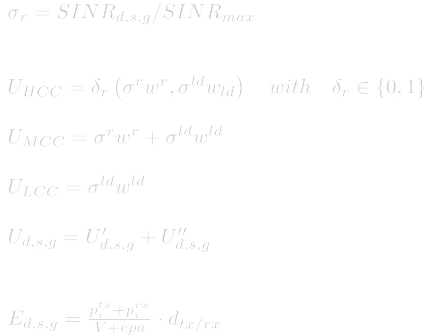 σ_r = SINR_{d,s,g}/SINR_{max}
U_{HCC} = δ_r (σ^r w^r, σ^{ld} w_{ld}) with δ_r ∈ {0, 1}
U_{MCC} = σ^r w^r + σ^{ld} w^{ld}
U_{LCC} = σ^{ld} w^{ld}
U_{d,s,g} = U'_{d,s,g} + U''_{d,s,g}
E_{d,s,g} = \frac{p_i^{tx} + p_i^{rx}}{V + epa} · d_{tx/rx}